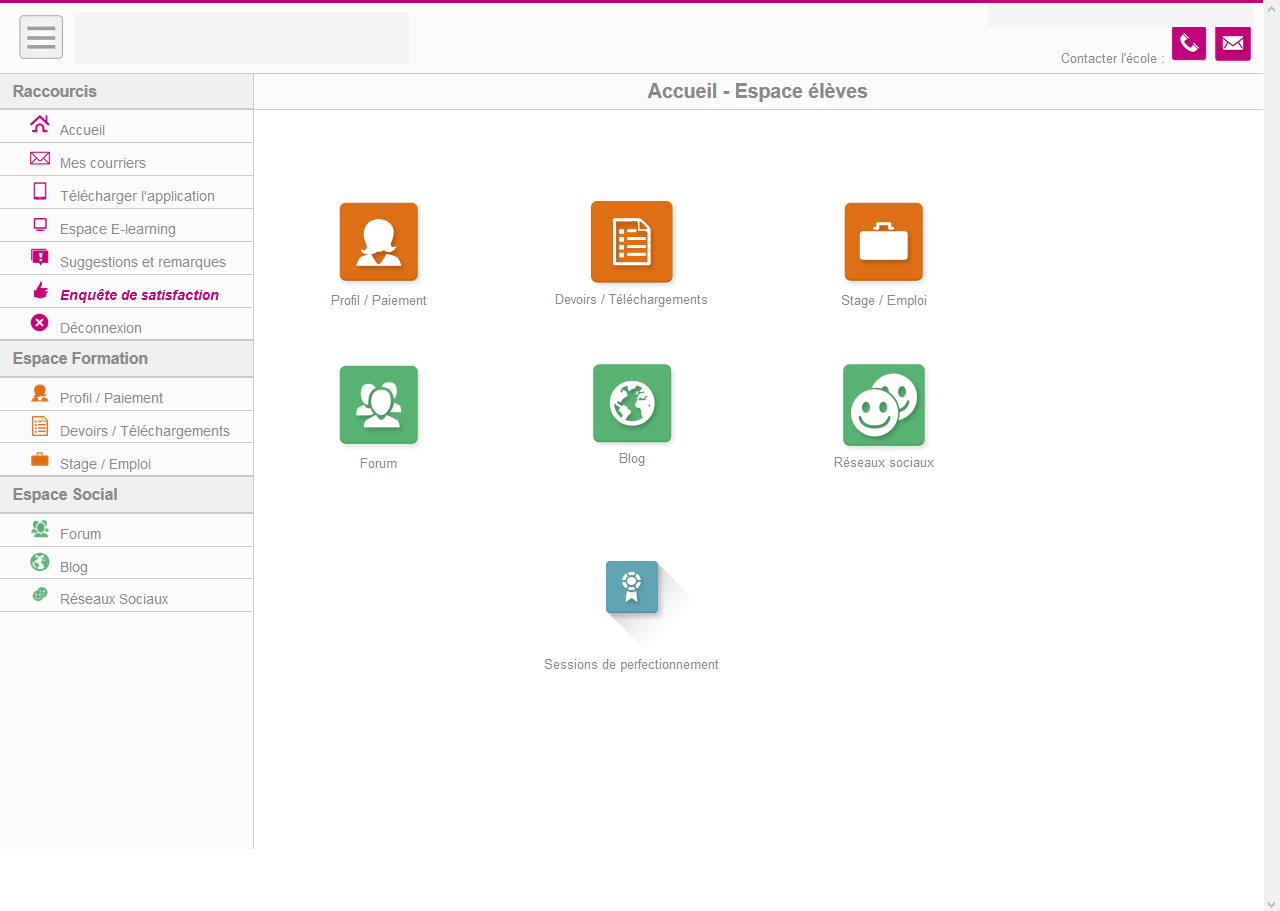 Contacter l'école :
Raccourcis
Accueil
Mes courriers
Télécharger l'application
Espace E-learning
Suggestions et remarques
Enquête de satisfaction
Déconnexion
Espace Formation
Profil / Paiement
Devoirs / Téléchargements
Stage / Emploi
Espace Social
Forum
Blog
Réseaux Sociaux
Accueil - Espace élèves
Profil / Paiement
Devoirs / Téléchargements
Stage / Emploi
Forum
Blog
Réseaux sociaux
Sessions de perfectionnement